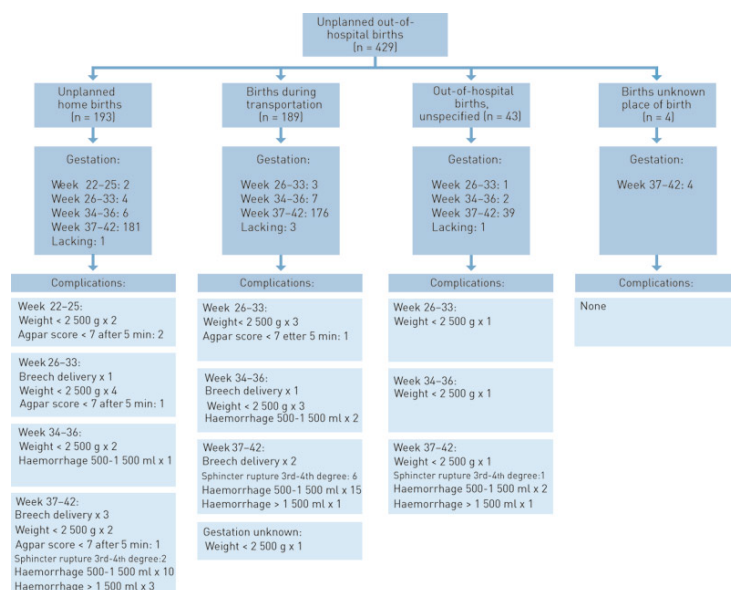 Unplanned out-of-
hospital births
(n = 429)
Unplanned
home births
(n = 193)
Births during
transportation
(n = 189)
Out-of-hospital
births,
unspecified (n = 43)
Births unknown
place of birth
(n = 4)
Gestation:
Week 22–25: 2
Week 26–33: 4
Week 34–36: 6
Week 37–42: 181
Lacking: 1
Gestation:
Week 26–33: 3
Week 34–36: 7
Week 37–42: 176
Lacking: 3
Gestation:
Week 26–33: 1
Week 34–36: 2
Week 37–42: 39
Lacking: 1
Gestation:
Week 37–42: 4
Complications:
Week 22–25:
Weight < 2 500 g x 2
Agpar score < 7 after 5 min: 2
Week 26–33:
Breech delivery x 1
Weight < 2 500 g x 4
Agpar score < 7 after 5 min: 1
Week 34–36:
Weight < 2 500 g x 2
Haemorrhage 500-1 500 ml x 1
Week 37–42:
Breech delivery x 3
Weight < 2 500 g x 2
Agpar score < 7 after 5 min: 1
Sphincter rupture 3rd-4th degree:2
Haemorrhage 500-1 500 ml x 10
Haemorrhage > 1 500 ml x 3
Complications:
Week 26–33:
Weight< 2 500 g x 3
Agpar score < 7 etter 5 min: 1
Week 34–36:
Breech delivery x 1
Weight < 2 500 g x 3
Haemorrhage 500-1 500 ml x 2
Week 37–42:
Breech delivery x 2
Sphincter rupture 3rd-4th degree: 6
Haemorrhage 500-1 500 ml x 15
Haemorrhage > 1 500 ml x 1
Gestation unknown:
Weight < 2 500 g x 1
Complications:
Week 26–33:
Weight < 2 500 g x 1
Week 34–36:
Weight < 2 500 g x 1
Week 37–42:
Weight < 2 500 g x 1
Sphincter rupture 3rd-4th degree:1
Haemorrhage 500-1 500 ml x 2
Haemorrhage > 1 500 ml x 1
Complications:
None